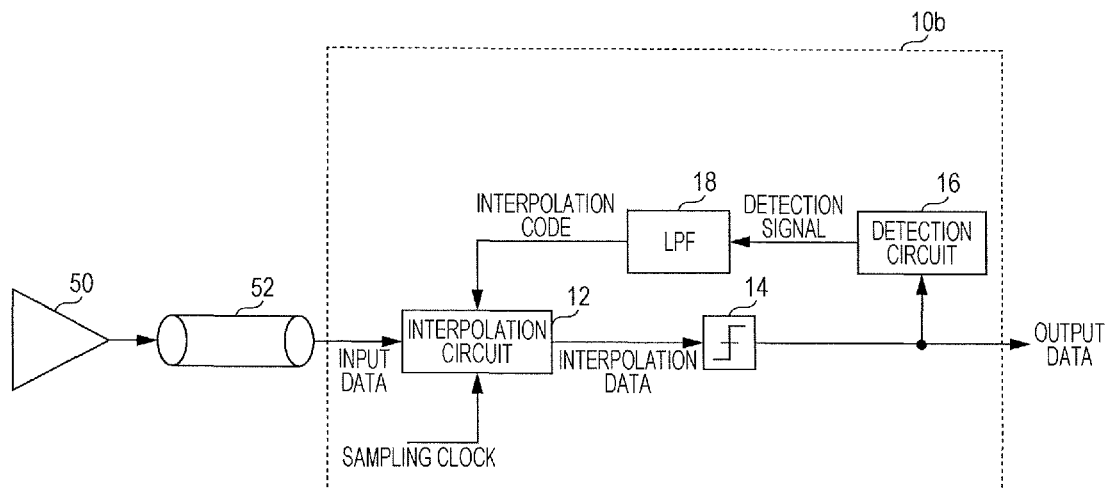 10b
18
16
INTERPOLATION
CODE
LPF
DETECTION
SIGNAL
DETECTION
CIRCUIT
50
52
12
14
INTERPOLATION
CIRCUIT
INPUT
DATA
INTERPOLATION
DATA
OUTPUT
DATA
SAMPLING CLOCK